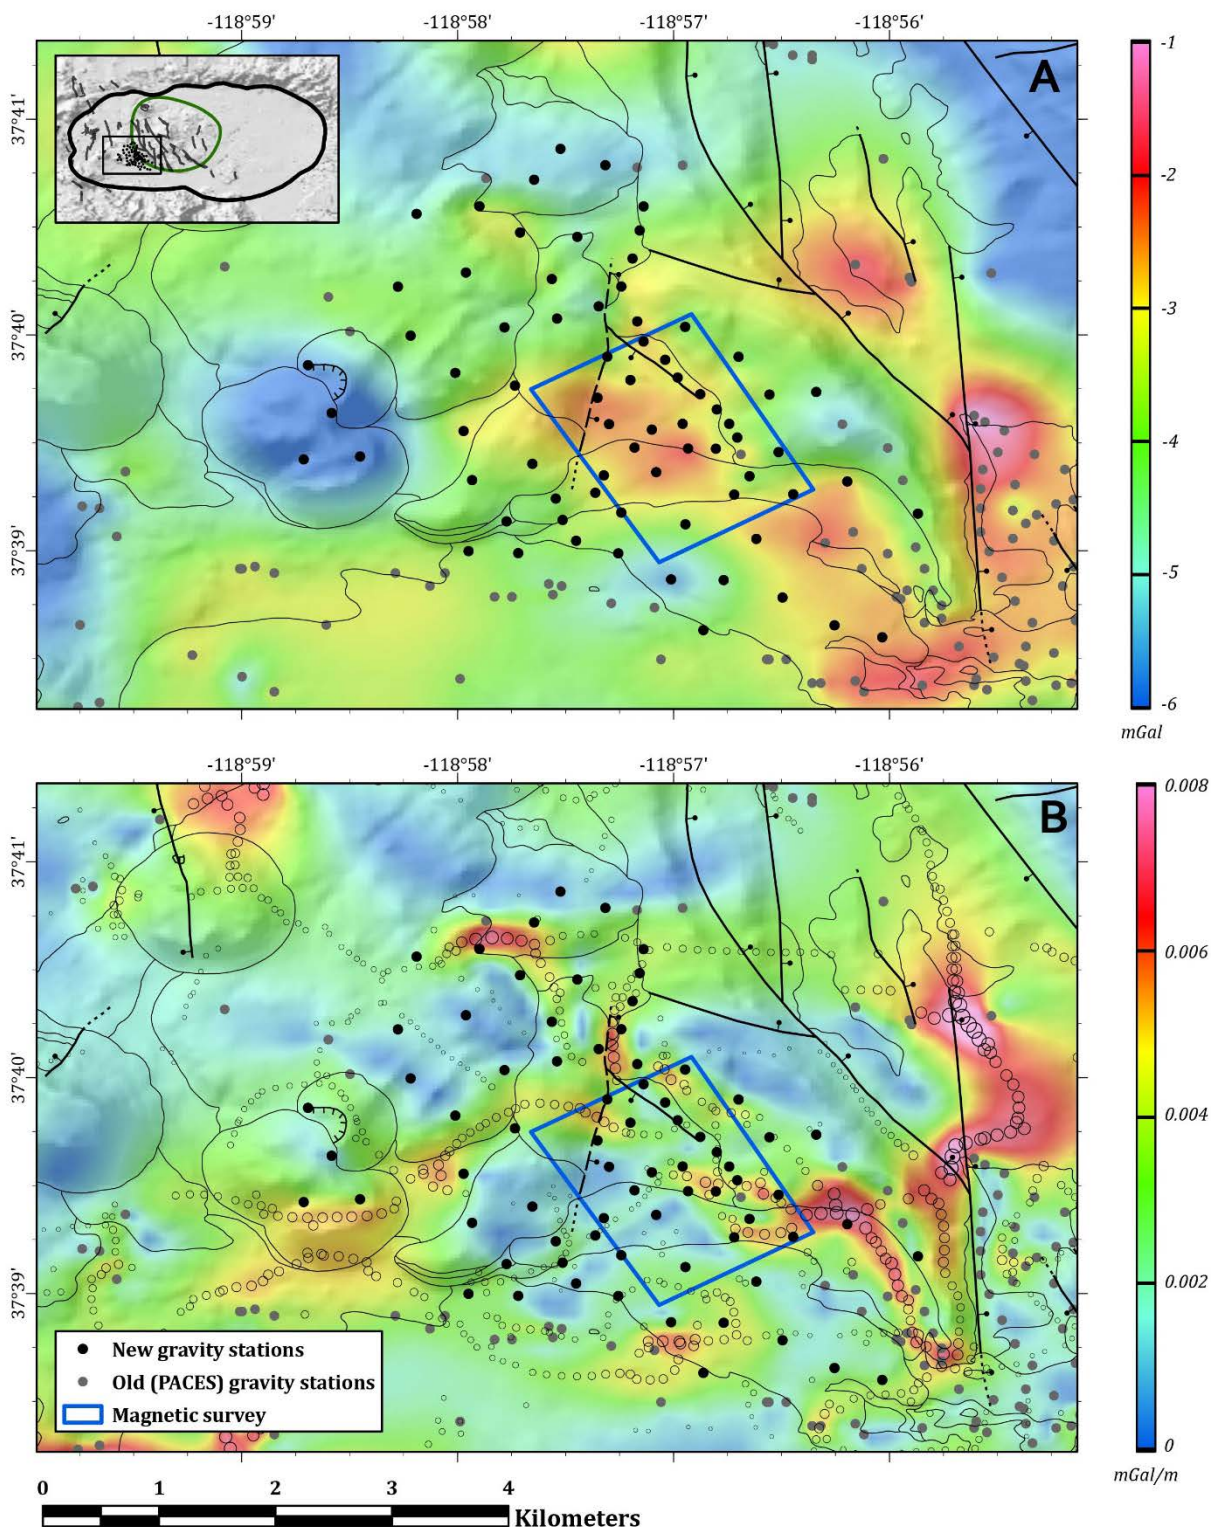 -118°59' -118°58' -118°57' -118°56'
A
37°41'
37°40'
37°39'
-1
-2
-3
-4
-5
-6
mGal
-118°59' -118°58' -118°57' -118°56'
B
37°41'
37°40'
37°39'
0.008
0.006
0.004
0.002
0
mGal/m
New gravity stations
Old (PACES) gravity stations
Magnetic survey
0 1 2 3 4
Kilometers